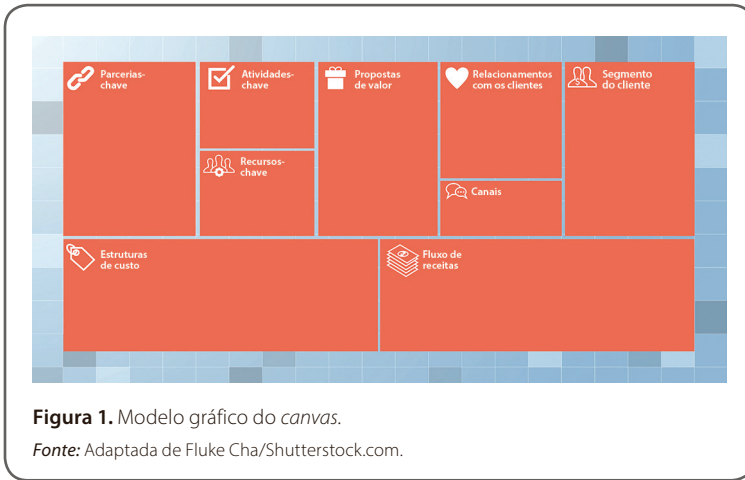 Parcerias-
chave
Atividades-
chave
Recursos-
chave
Propostas
de valor
Relacionamentos
com os clientes
Canais
Segmento
do cliente
Estruturas
de custo
Fluxo de
receitas
Figura 1. Modelo gráfico do canvas.
Fonte: Adaptada de Fluke Cha/Shutterstock.com.